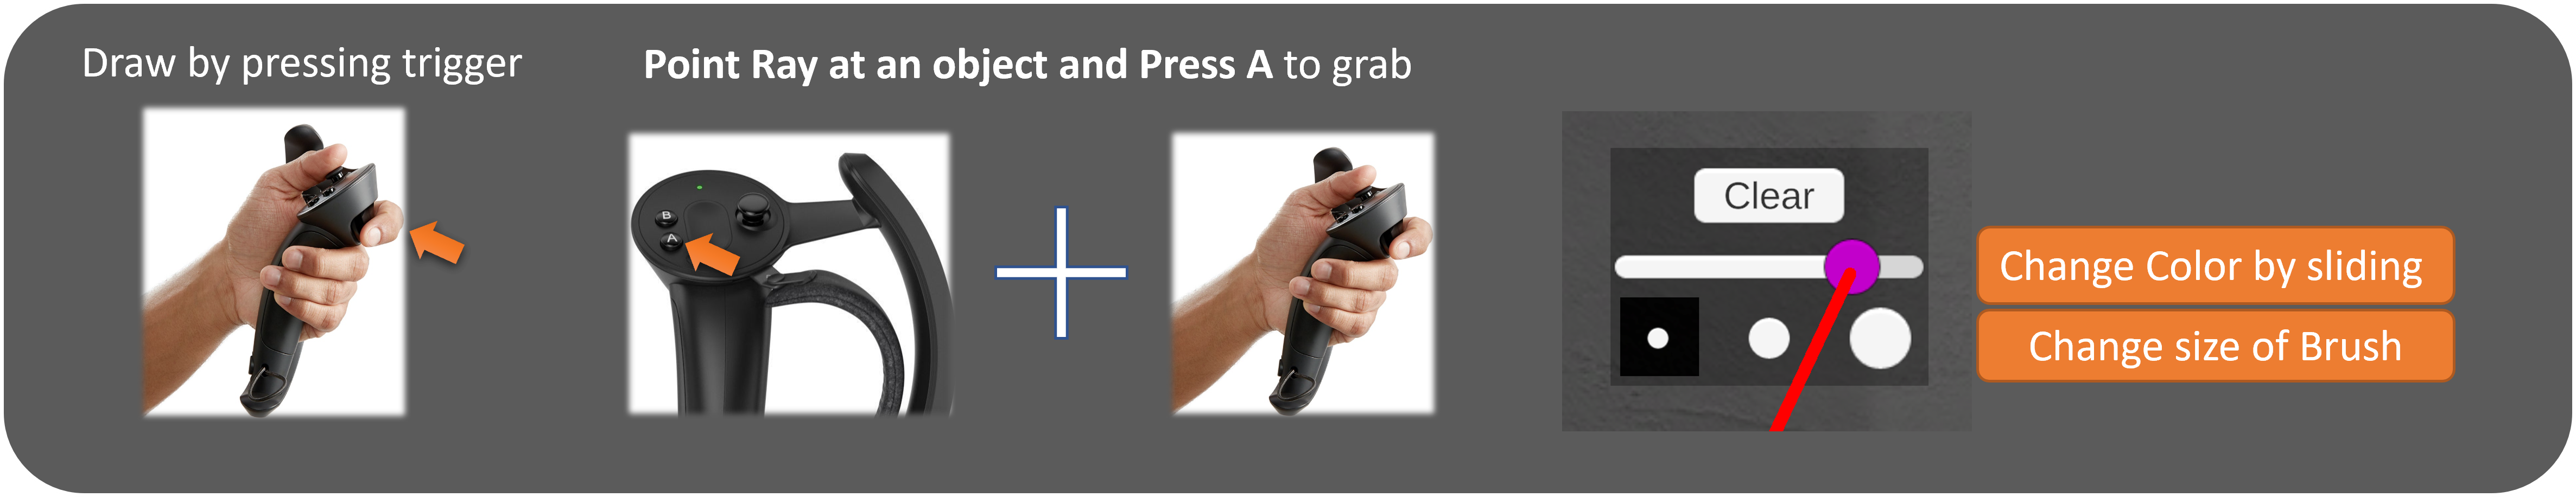 Draw by pressing trigger
Point Ray at an object and Press A to grab
B
A
Clear
Change Color by sliding
Change size of Brush